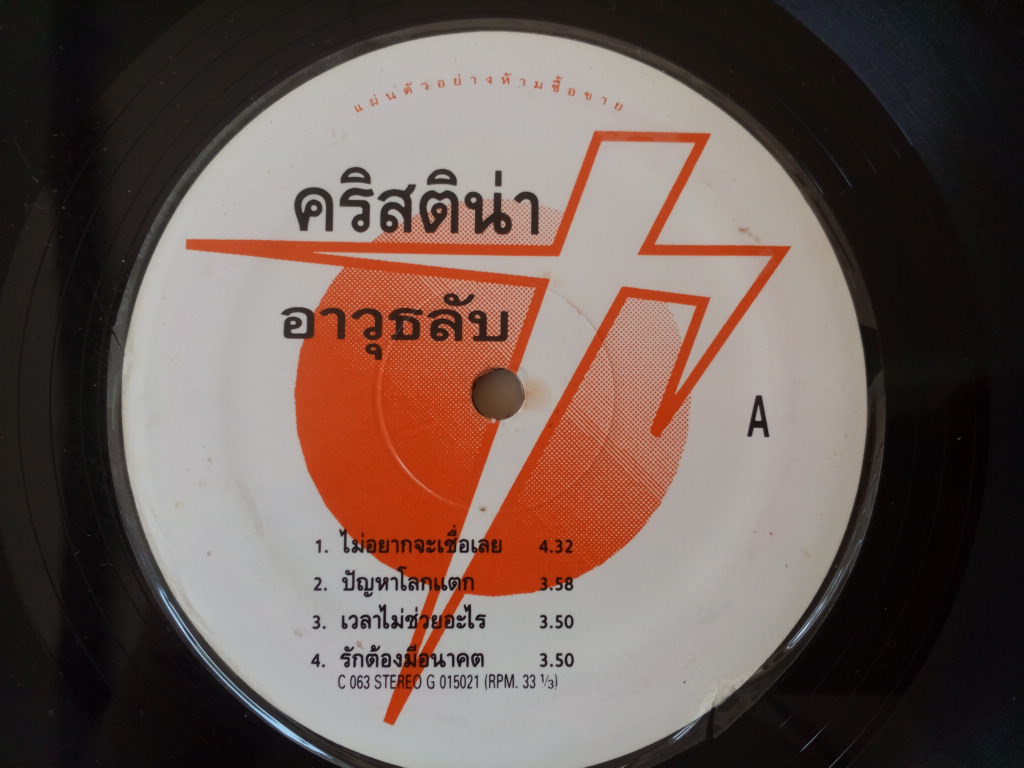 แผ่นตัวอย่างห้ามซื้อขาย
คริสติน่า
อาวุธลับ
A
1. ไม่อยากจะเชื่อเลย 4.32
2. ปัญหาโลกแตก 3.58
3. เวลาไม่ช่วยอะไร 3.50
4. รักต้องมีอนาคต 3.50
C 063 STEREO G 015021 (RPM. 33 1/3)